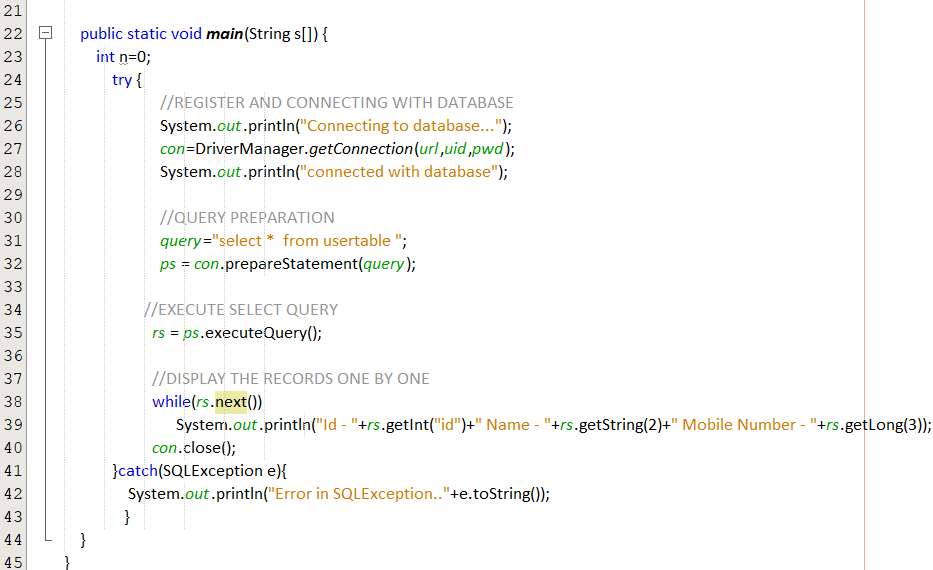 21
22 public static void main(String s[]) {
23 int n=0;
24 try {
25 //REGISTER AND CONNECTING WITH DATABASE
26 System.out.println("Connecting to database...");
27 con=DriverManager.getConnection(url,uid,pwd);
28 System.out.println("connected with database");
29
30 //QUERY PREPARATION
31 query="select *  from usertable ";
32 ps = con.prepareStatement(query);
33
34 //EXECUTE SELECT QUERY
35 rs = ps.executeQuery();
36
37 //DISPLAY THE RECORDS ONE BY ONE
38 while(rs.next())
39 System.out.println("Id - "+rs.getInt("id")+" Name - "+rs.getString(2)+" Mobile Number - "+rs.getLong(3));
40 con.close();
41 }catch(SQLException e){
42 System.out.println("Error in SQLException.."+e.toString());
43 }
44 }
45 }